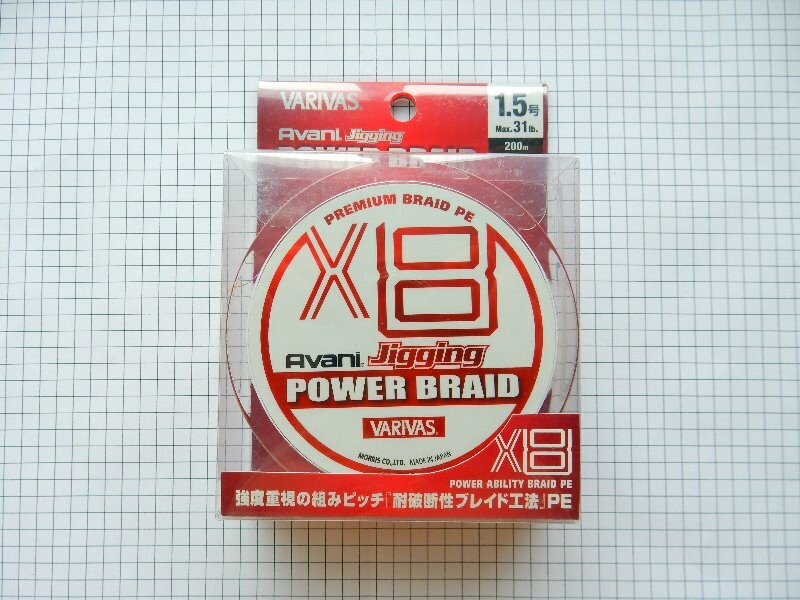 VARIVAS®
1.5号
Max.31lb.
200m
Avani Jigging
POWER BRAID
PREMIUM BRAID PE
X8
Avani Jigging
POWER BRAID
VARIVAS®
MORRIS CO.,LTD. MADE IN JAPAN
X8
POWER ABILITY BRAID PE
強度重視の組みピッチ『耐破断性ブレイド工法』PE